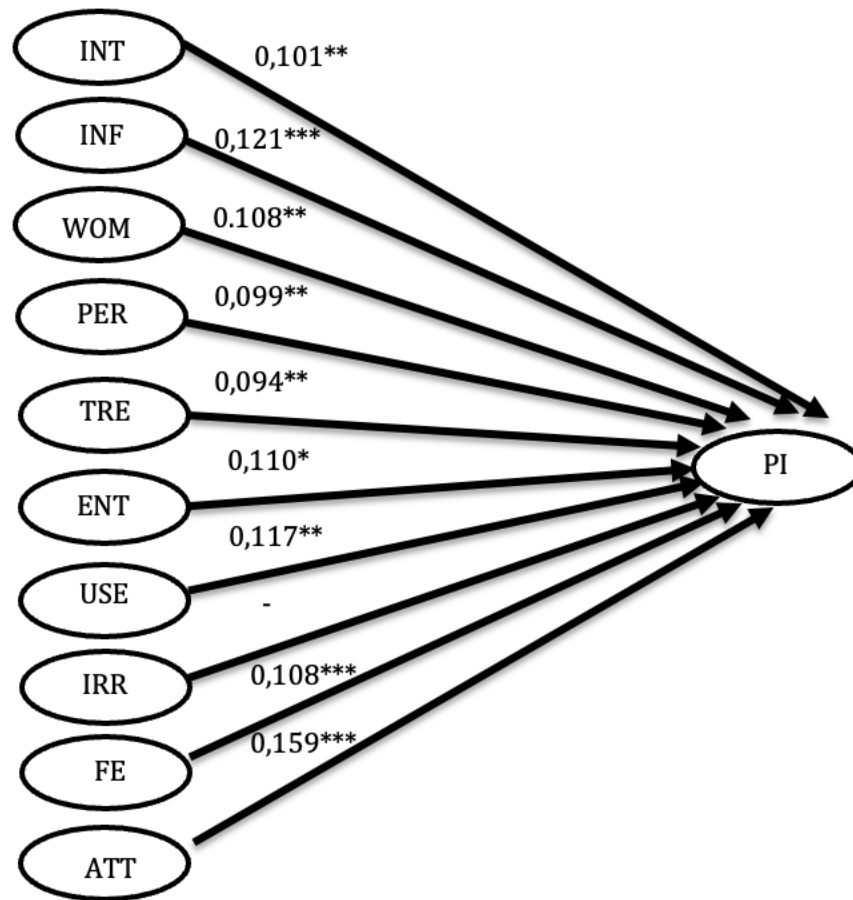 INT
0,101**
INF
0,121***
WOM
0.108**
PER
0,099**
TRE
0,094**
ENT
0,110*
PI
USE
0,117**
-
IRR
0,108***
FE
0,159***
ATT